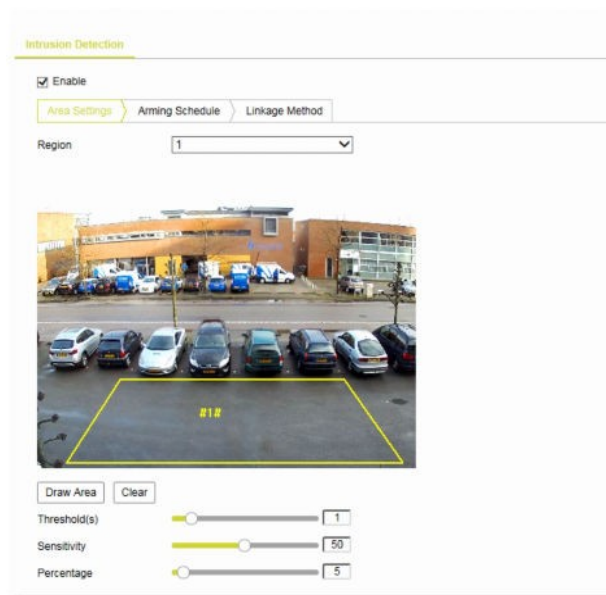 Intrusion Detection
Enable
Area Settings Arming Schedule Linkage Method
Region 1
#1#
Draw Area Clear
Threshold(s) 1
Sensitivity 50
Percentage 5